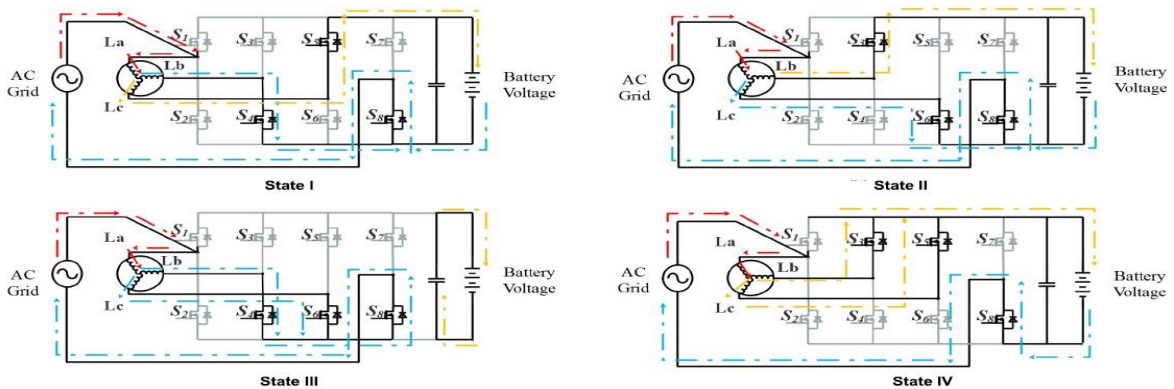 S1 S3 S5 S7
La
Lb
AC
Grid
Battery
Voltage
Lc
S2 S4 S6 S8
State I
S1 S3 S5 S7
La
Lb
AC
Grid
Battery
Voltage
Lc
S2 S4 S6 S8
State II
S1 S3 S5 S7
La
Lb
AC
Grid
Battery
Voltage
Lc
S2 S4 S6 S8
State III
S1 S3 S5 S7
La
Lb
AC
Grid
Battery
Voltage
Lc
S2 S4 S6 S8
State IV